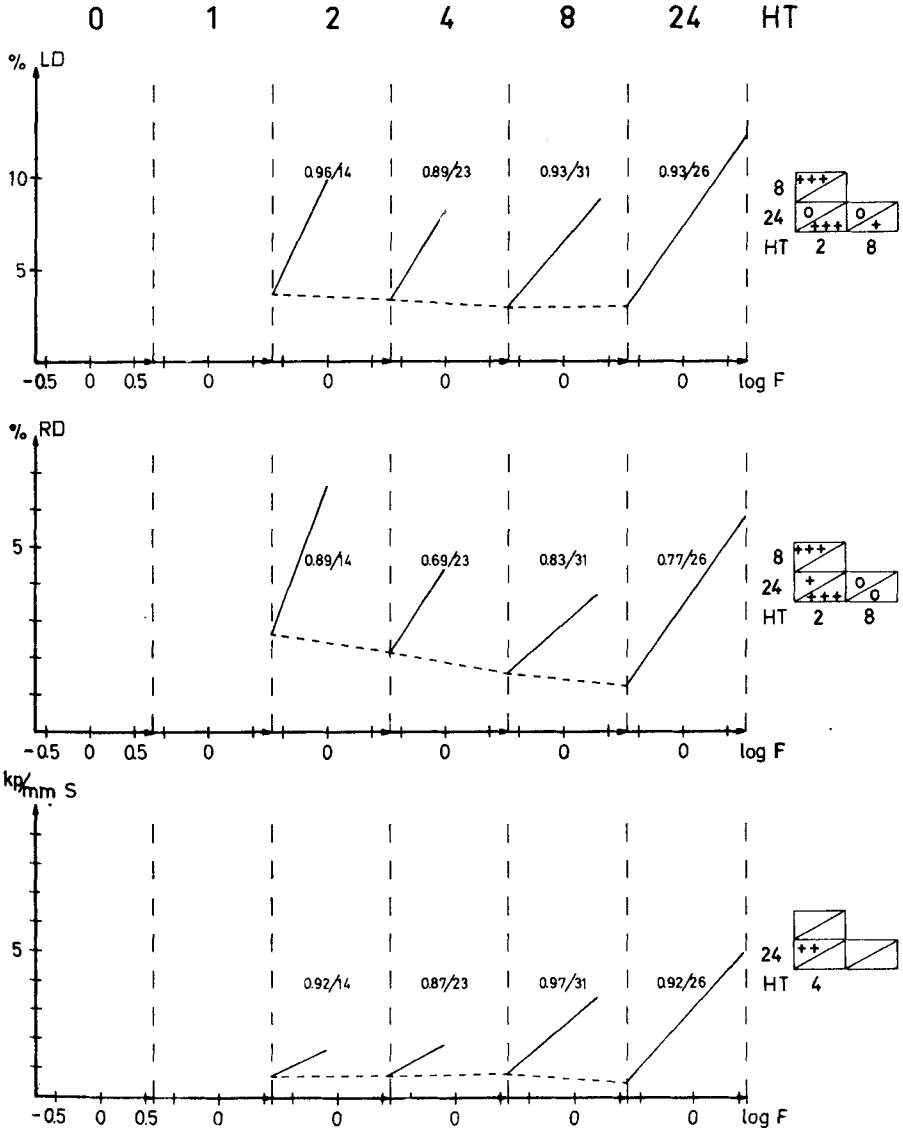 0 1 2 4 8 24 HT
% LD
10
5
0.96/14 0.89/23 0.93/31 0.93/26
8 +++
24 O +++ O +
HT 2 8
-0.5 0 0.5 0 0 0 0 0 log F
% RD
5
0.89/14 0.69/23 0.83/31 0.77/26
8 +++
24 + +++ O O
HT 2 8
-0.5 0 0.5 0 0 0 0 0 log F
kp/mm S
5
0.92/14 0.87/23 0.97/31 0.92/26
24 ++
HT 4
-0.5 0 0.5 0 0 0 0 0 log F